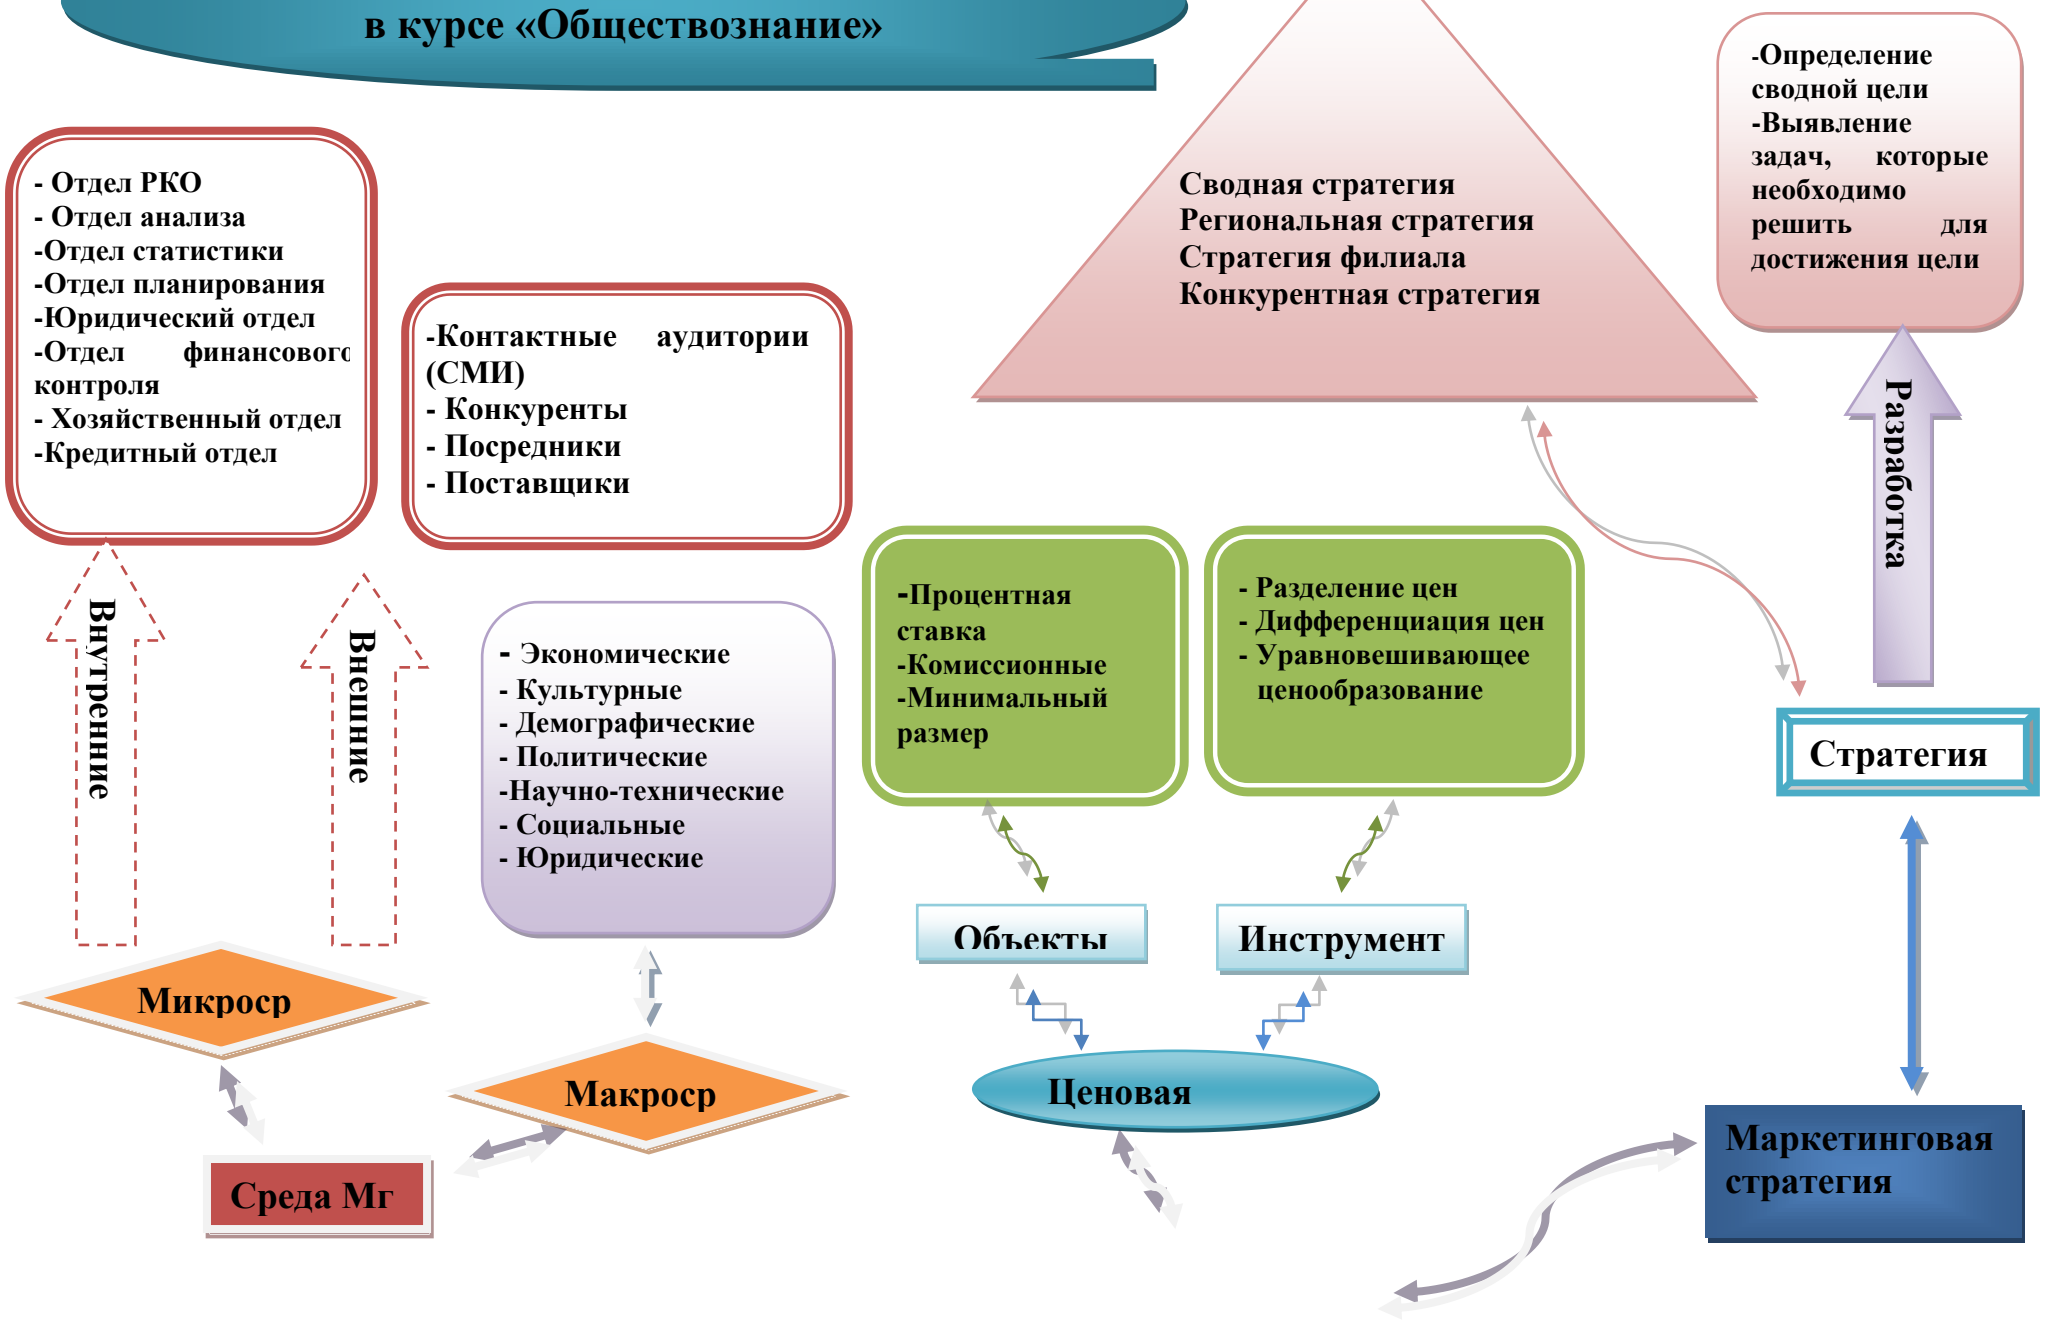 в курсе «Обществознание»
- Отдел РКО
- Отдел анализа
-Отдел статистики
-Отдел планирования
-Юридический отдел
-Отдел финансового
контроля
- Хозяйственный отдел
-Кредитный отдел
-Контактные аудитории
(СМИ)
- Конкуренты
- Посредники
- Поставщики
Сводная стратегия
Региональная стратегия
Стратегия филиала
Конкурентная стратегия
-Определение
сводной цели
-Выявление
задач, которые
необходимо
решить для
достижения цели
Разработка
Внутренние
Внешние
- Экономические
- Культурные
- Демографические
- Политические
-Научно-технические
- Социальные
- Юридические
-Процентная
ставка
-Комиссионные
-Минимальный
размер
- Разделение цен
- Дифференциация цен
- Уравновешивающее
ценообразование
Стратегия
Объекты
Инструмент
Микроср
Макроср
Ценовая
Среда Мг
Маркетинговая
стратегия